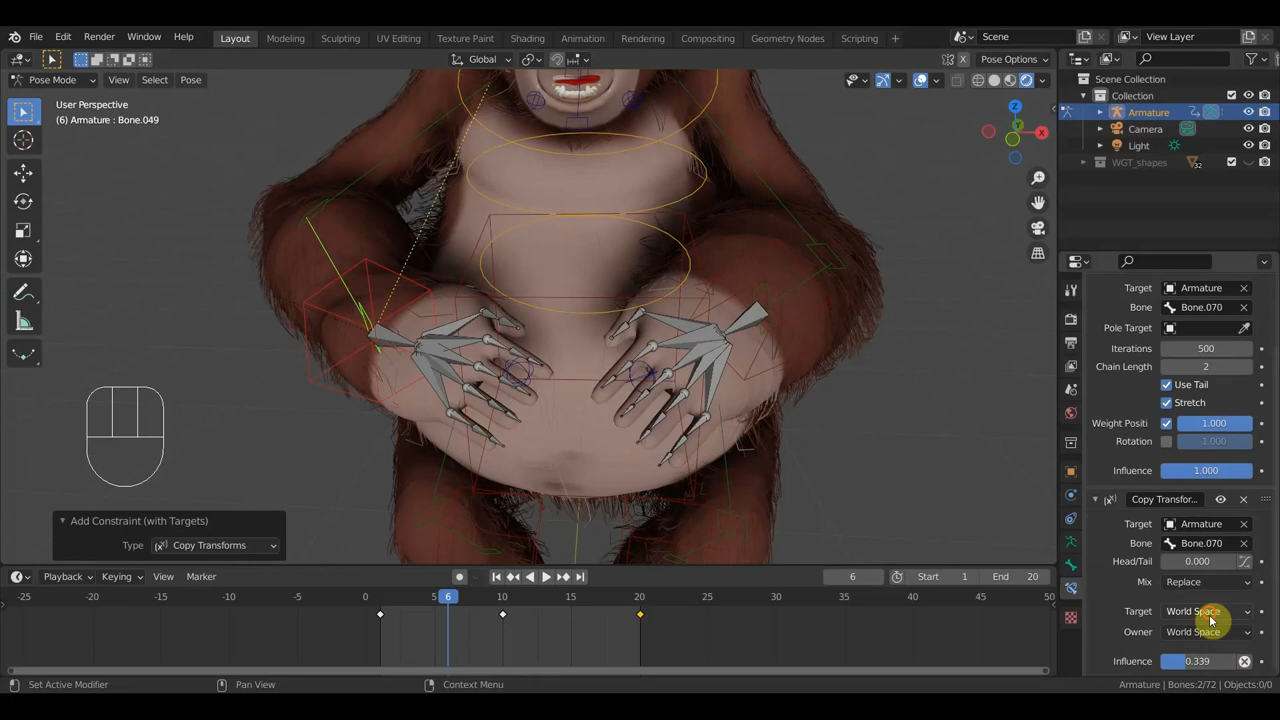 File Edit Render Window Help Layout Modeling Sculpting UV Editing Texture Paint Shading Animation Rendering Compositing Geometry Nodes Scripting + Scene View Layer
Global Pose Options
Pose Mode View Select Pose
User Perspective
(6) Armature : Bone.049
Z
Y
X
Scene Collection
Collection
Armature
Camera
Light
WGT_shapes 32
Target Armature
Bone Bone.070
Pole Target
Iterations 500
Chain Length 2
Use Tail
Stretch
Weight Positi 1.000
Rotation 1.000
Influence 1.000
Copy Transfor...
Target Armature
Bone Bone.070
Head/Tail 0.000
Mix Replace
Target World Space
Owner World Space
Influence 0.339
Add Constraint (with Targets)
Type Copy Transforms
Playback Keying View Marker 6 Start 1 End 20
-25 -20 -15 -10 -5 0 5 6 10 15 20 25 30 35 40 45 50
Set Active Modifier Pan View Context Menu Armature | Bones:2/72 | Objects:0/0